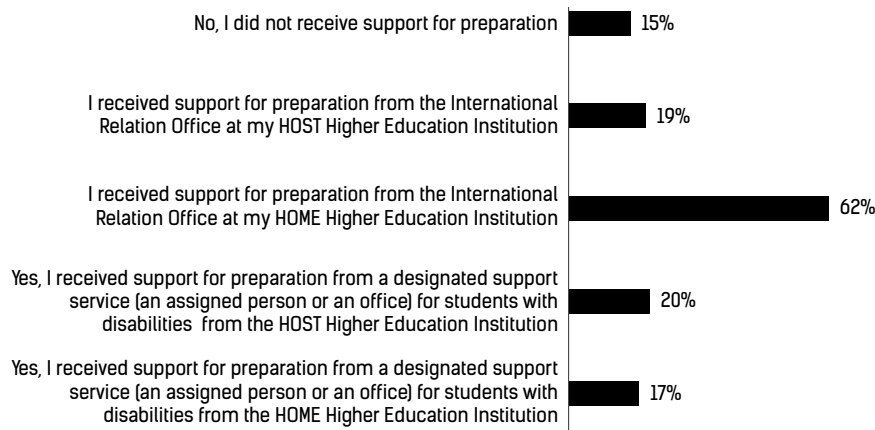 No, I did not receive support for preparation
15%
I received support for preparation from the International
Relation Office at my HOST Higher Education Institution
19%
I received support for preparation from the International
Relation Office at my HOME Higher Education Institution
62%
Yes, I received support for preparation from a designated support
service (an assigned person or an office) for students with
disabilities from the HOST Higher Education Institution
20%
Yes, I received support for preparation from a designated support
service (an assigned person or an office) for students with
disabilities from the HOME Higher Education Institution
17%